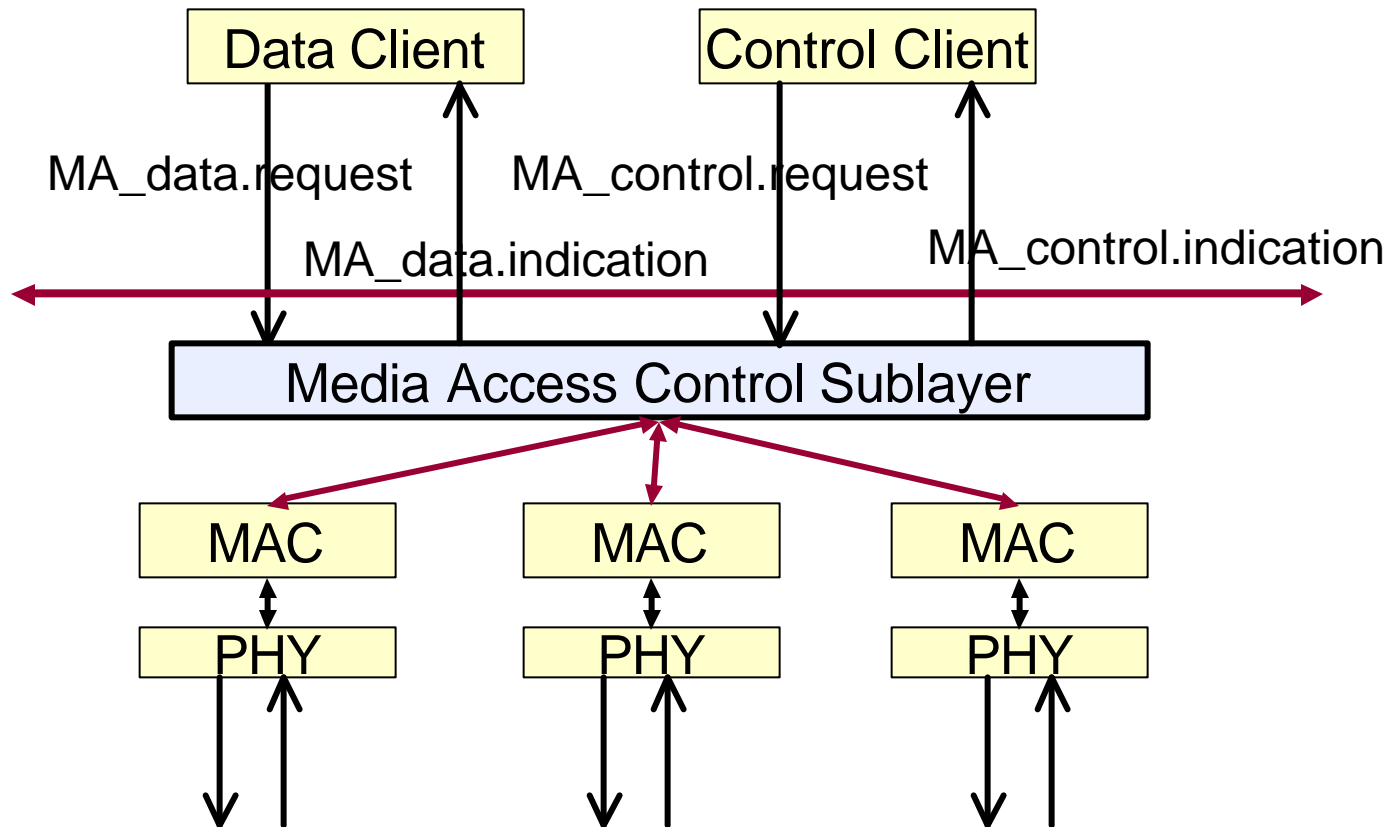 Data Client
Control Client
MA_data.request
MA_control.request
MA_data.indication
MA_control.indication
Media Access Control Sublayer
MAC
MAC
MAC
PHY
PHY
PHY